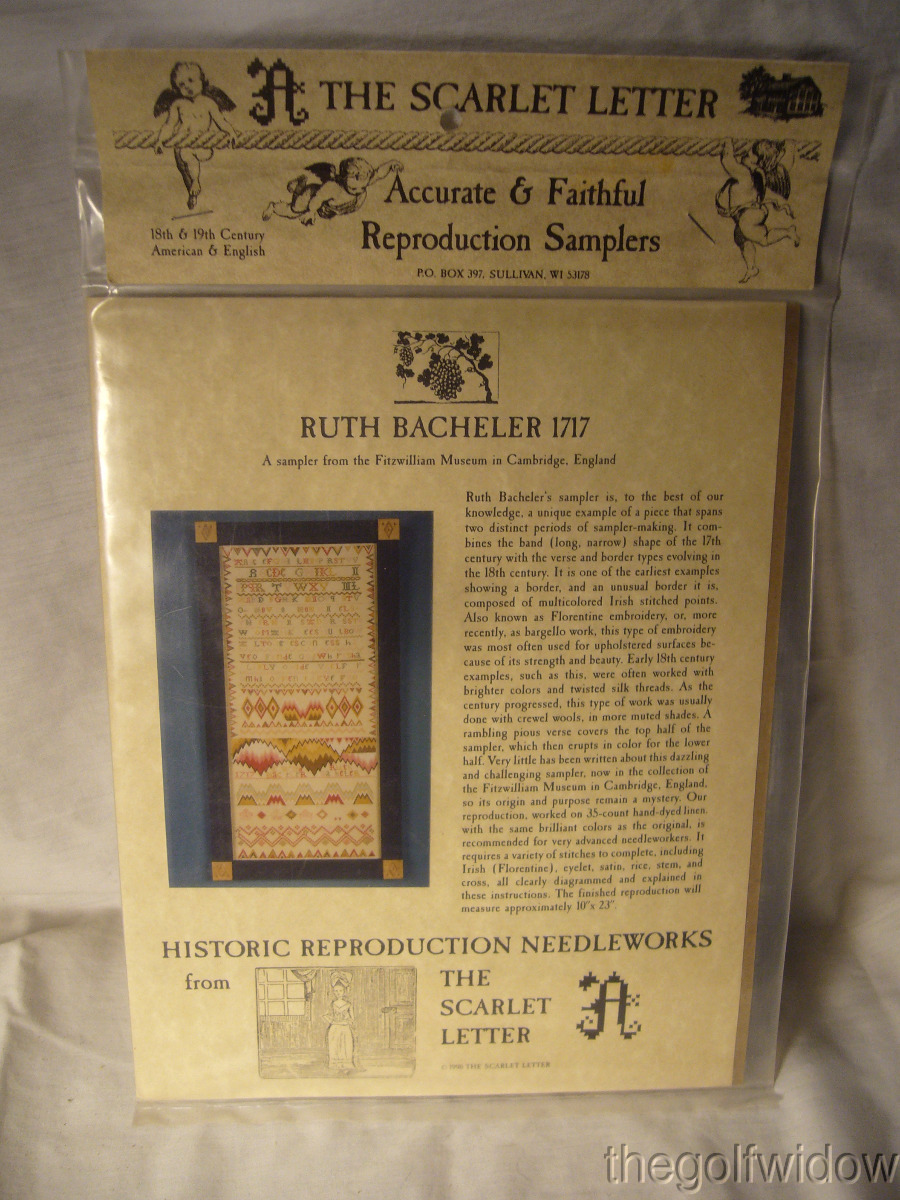 A THE SCARLET LETTER
Accurate & Faithful
Reproduction Samplers
18th & 19th Century
American & English
P.O. BOX 397, SULLIVAN, WI 53178
RUTH BACHELER 1717
A sampler from the Fitzwilliam Museum in Cambridge, England
Ruth Bacheler's sampler is, to the best of our
knowledge, a unique example of a piece that spans
two distinct periods of sampler-making. It com-
bines the band (long, narrow) shape of the 17th
century with the verse and border types evolving in
the 18th century. It is one of the earliest examples
showing a border, and an unusual border it is,
composed of multicolored Irish stitched points.
Also known as Florentine embroidery, or, more
recently, as bargello work, this type of embroidery
was most often used for upholstered surfaces be-
cause of its strength and beauty. Early 18th century
examples, such as this, were often worked with
brighter colors and twisted silk threads. As the
century progressed, this type of work was usually
done with crewel wools, in more muted shades. A
rambling pious verse covers the top half of the
sampler, which then erupts in color for the lower
half. Very little has been written about this dazzling
and challenging sampler, now in the collection of
the Fitzwilliam Museum in Cambridge, England,
so its origin and purpose remain a mystery. Our
reproduction, worked on 35-count hand-dyed linen,
with the same brilliant colors as the original, is
recommended for very advanced needleworkers. It
requires a variety of stitches to complete, including
Irish (Florentine), eyelet, satin, rice, stem, and
cross, all clearly diagrammed and explained in
these instructions. The finished reproduction will
measure approximately 10"x 23".
HISTORIC REPRODUCTION NEEDLEWORKS
from
THE
SCARLET
LETTER
A
THE SCARLET LETTER
thegolfwidow